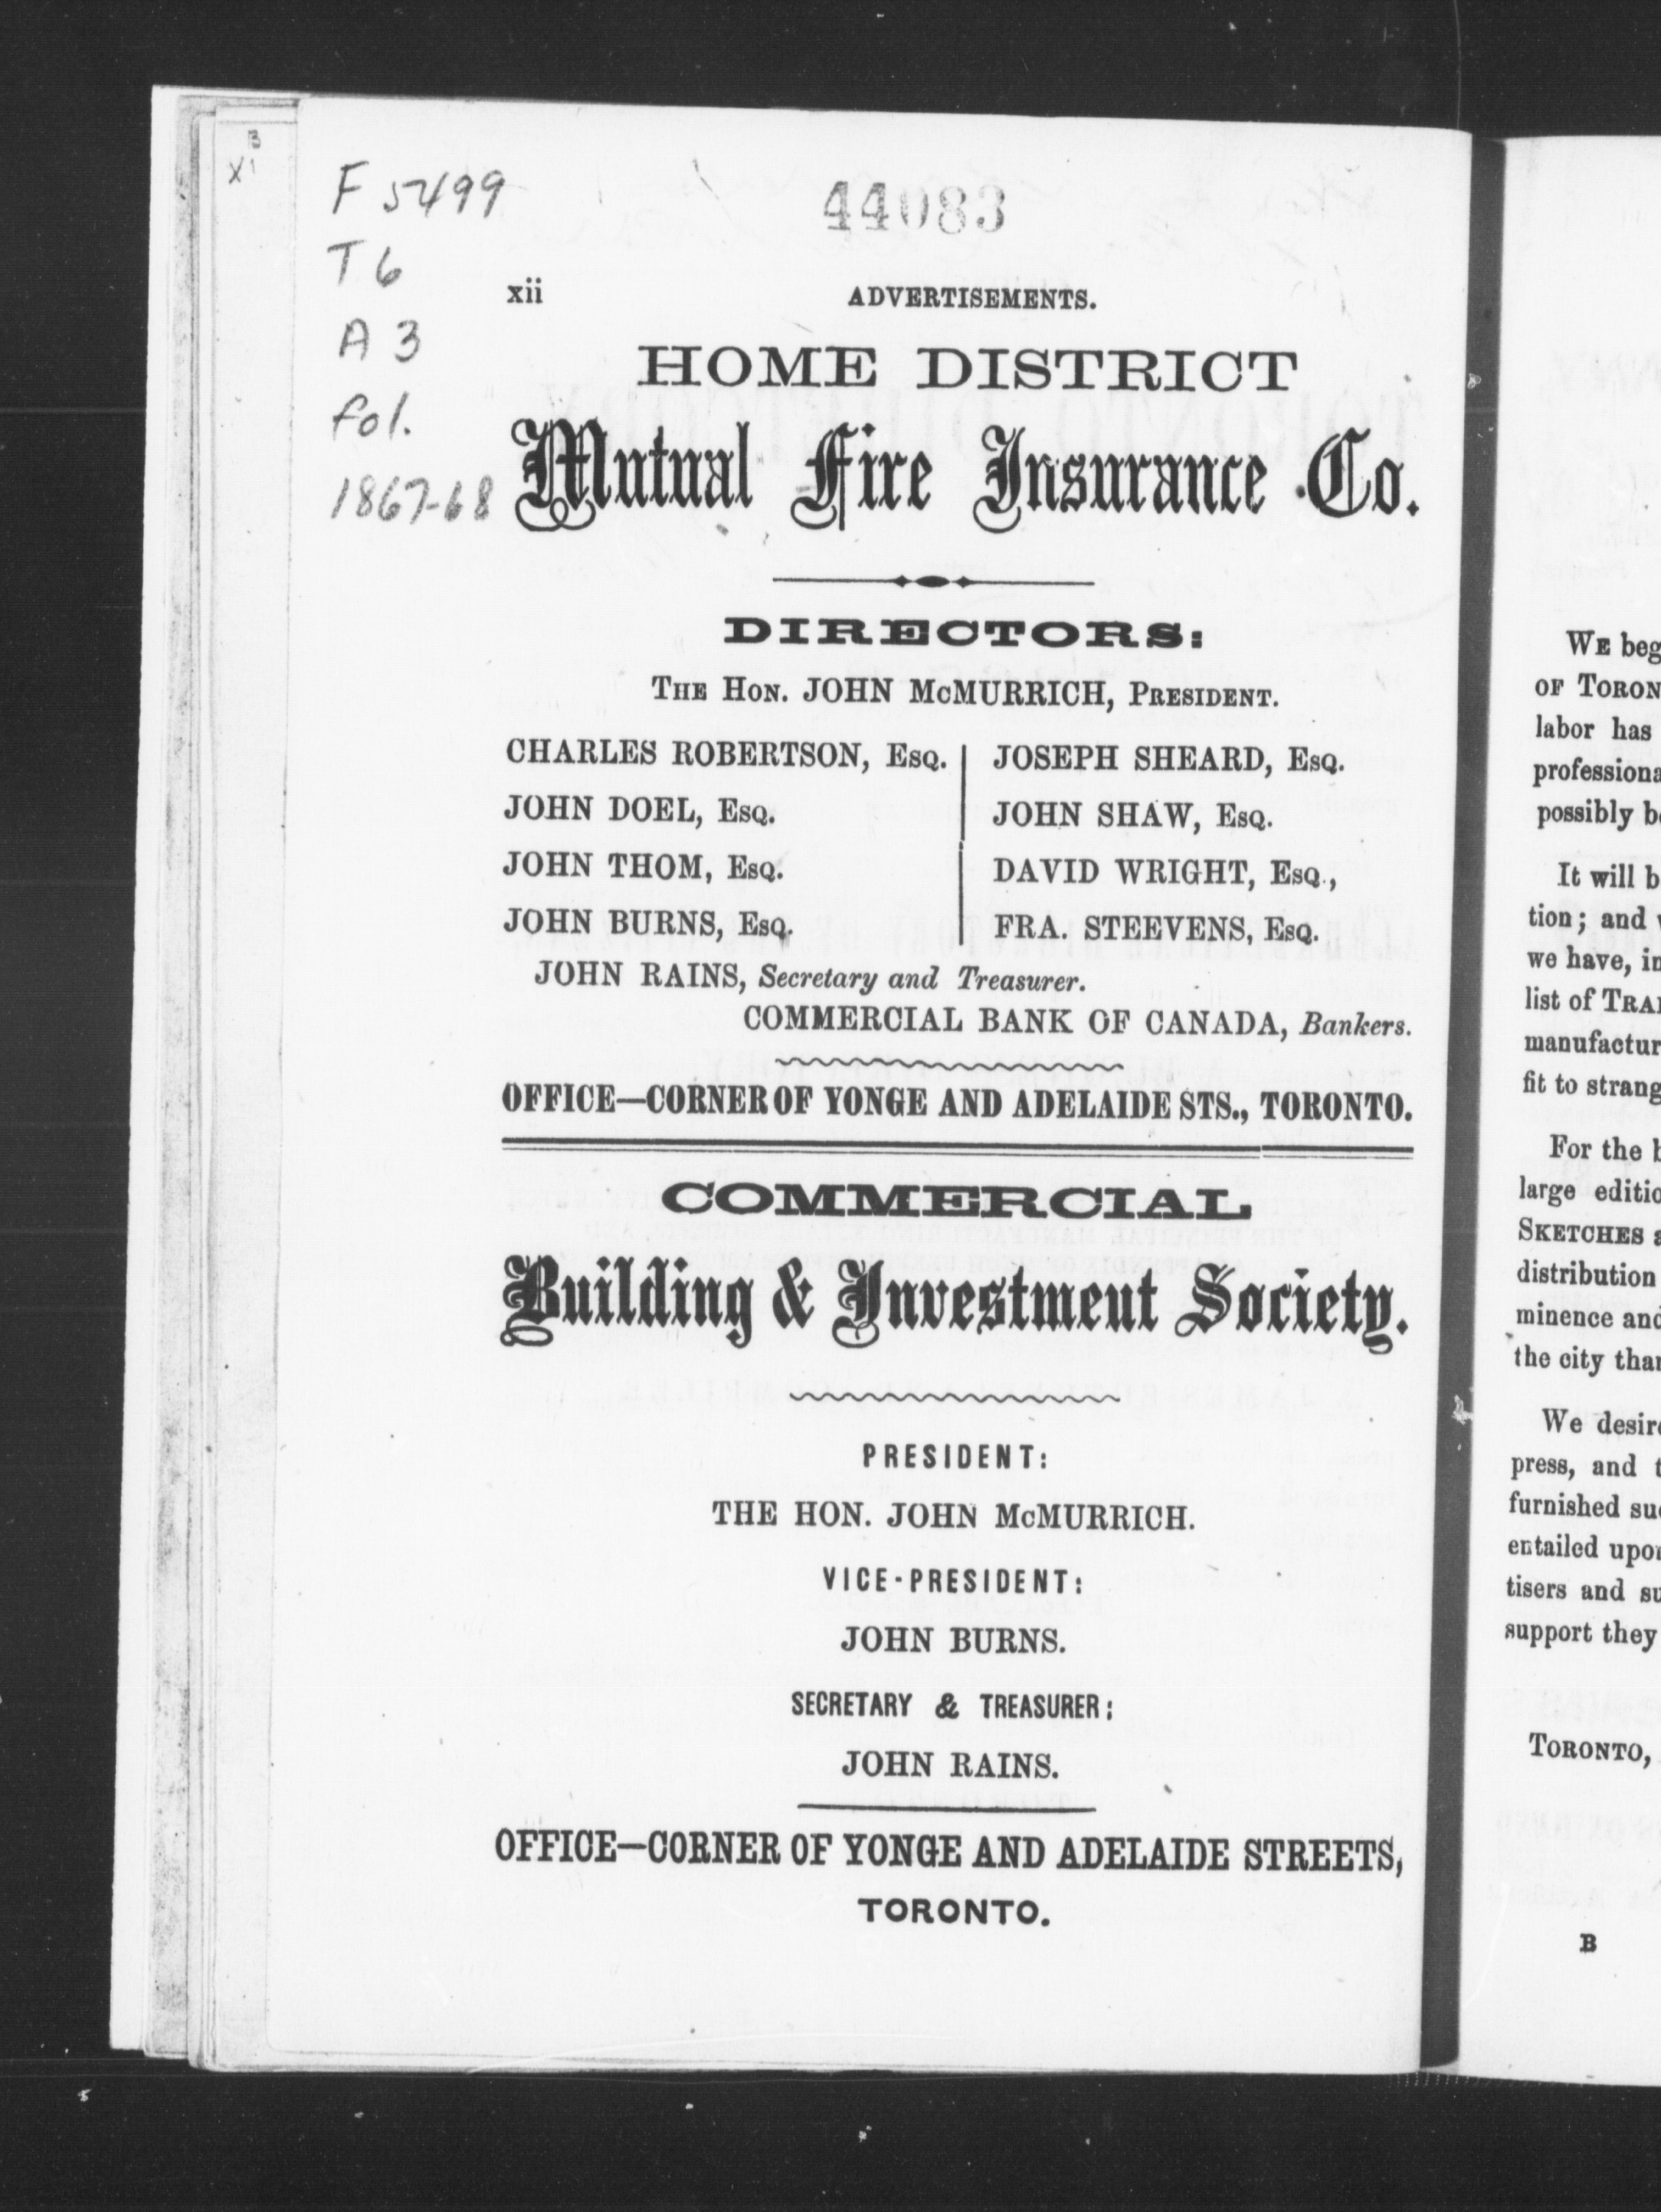 B
X1
F 5499
T 6
A 3
fol.
1867-68
44083
xii
ADVERTISEMENTS.
HOME DISTRICT
Mutual Fire Insurance Co.
DIRECTORS:
THE HON. JOHN McMURRICH, PRESIDENT.
CHARLES ROBERTSON, ESQ.
JOHN DOEL, ESQ.
JOHN THOM, ESQ.
JOHN BURNS, ESQ.
JOSEPH SHEARD, ESQ.
JOHN SHAW, ESQ.
DAVID WRIGHT, ESQ.,
FRA. STEEVENS, ESQ.
JOHN RAINS, Secretary and Treasurer.
COMMERCIAL BANK OF CANADA, Bankers.
OFFICE—CORNER OF YONGE AND ADELAIDE STS., TORONTO.
COMMERCIAL
Building & Investment Society.
PRESIDENT:
THE HON. JOHN McMURRICH.
VICE-PRESIDENT:
JOHN BURNS.
SECRETARY & TREASURER:
JOHN RAINS.
OFFICE—CORNER OF YONGE AND ADELAIDE STREETS,
TORONTO.
WE beg
OF TORON
labor has
professiona
possibly b
It will b
tion; and
we have, in
list of TRA
manufactur
fit to strang
For the b
large editio
SKETCHES
distribution
minence and
the city than
We desire
press, and t
furnished su
entailed upon
tisers and su
support they
TORONTO,
B